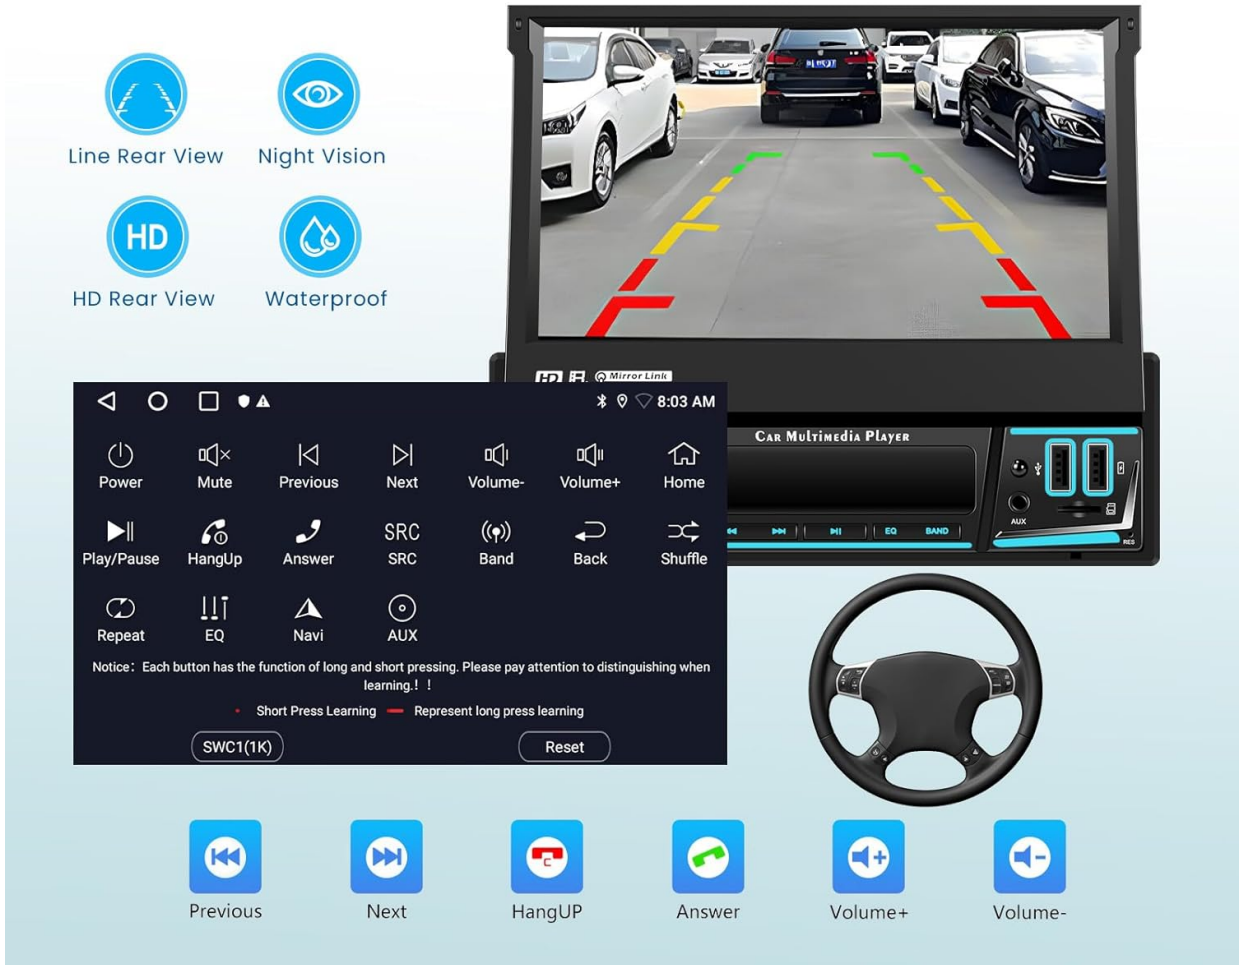 Line Rear View
Night Vision
HD
HD Rear View
Waterproof
HD
Mirror Link
8:03 AM
Power
Mute
Previous
Next
Volume-
Volume+
Home
Play/Pause
HangUp
Answer
SRC
SRC
Band
Back
Shuffle
Repeat
EQ
Navi
AUX
Notice: Each button has the function of long and short pressing. Please pay attention to distinguishing when
learning.! !
Short Press Learning
Represent long press learning
SWC1(1K)
Reset
Car Multimedia Player
EQ
BAND
AUX
RES
Previous
Next
HangUP
Answer
Volume+
Volume-